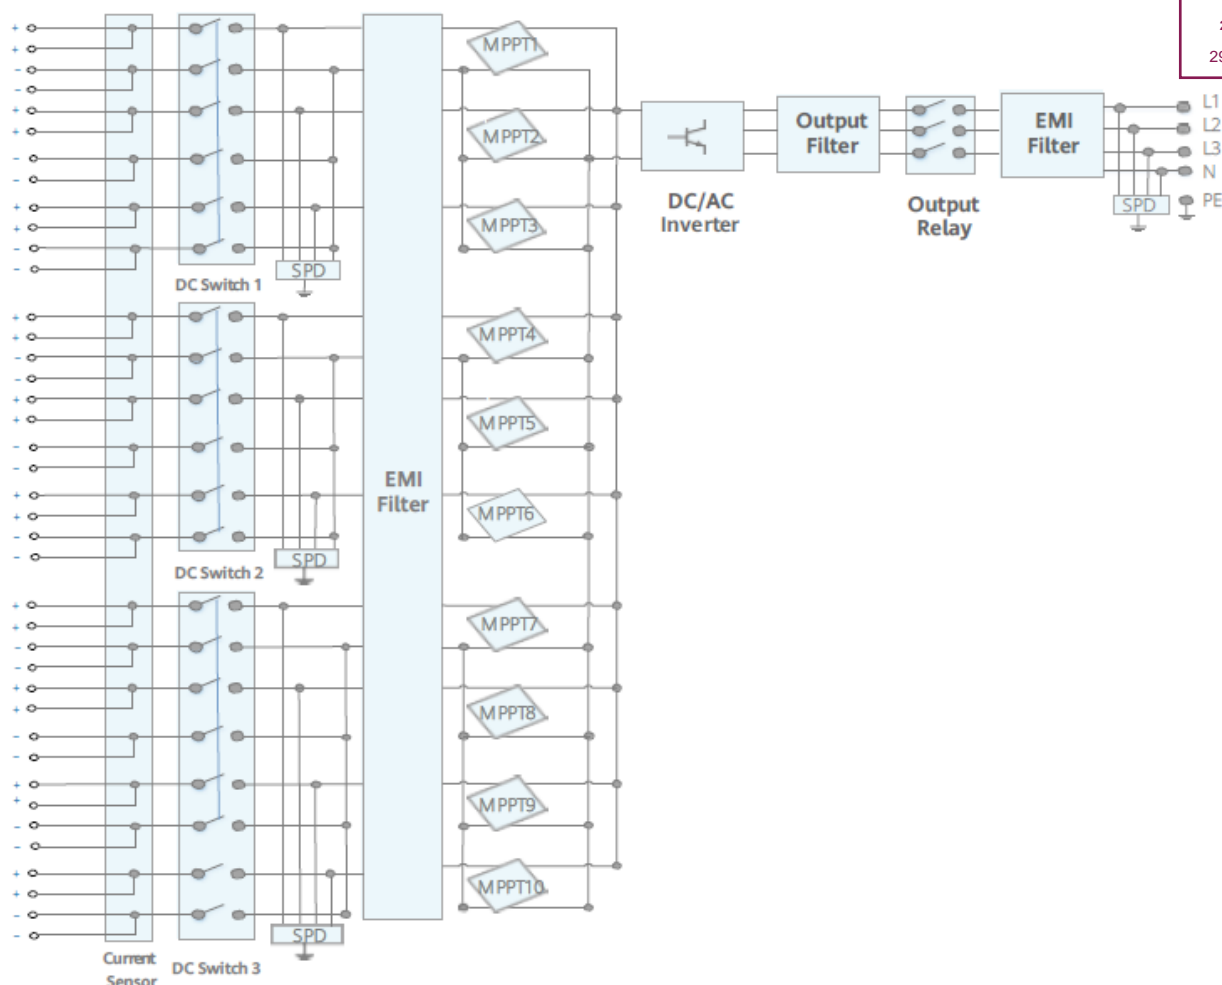 +
+
-
-
+
+
-
-
+
+
-
-
DC Switch 1
SPD
+
+
-
-
+
+
-
-
+
+
-
-
DC Switch 2
SPD
+
+
-
-
+
+
-
-
+
+
-
-
+
+
-
-
Current
Sensor
DC Switch 3
SPD
EMI
Filter
MPPT1
MPPT2
MPPT3
MPPT4
MPPT5
MPPT6
MPPT7
MPPT8
MPPT9
MPPT10
DC/AC
Inverter
Output
Filter
Output
Relay
EMI
Filter
SPD
L1
L2
L3
N
PE
29